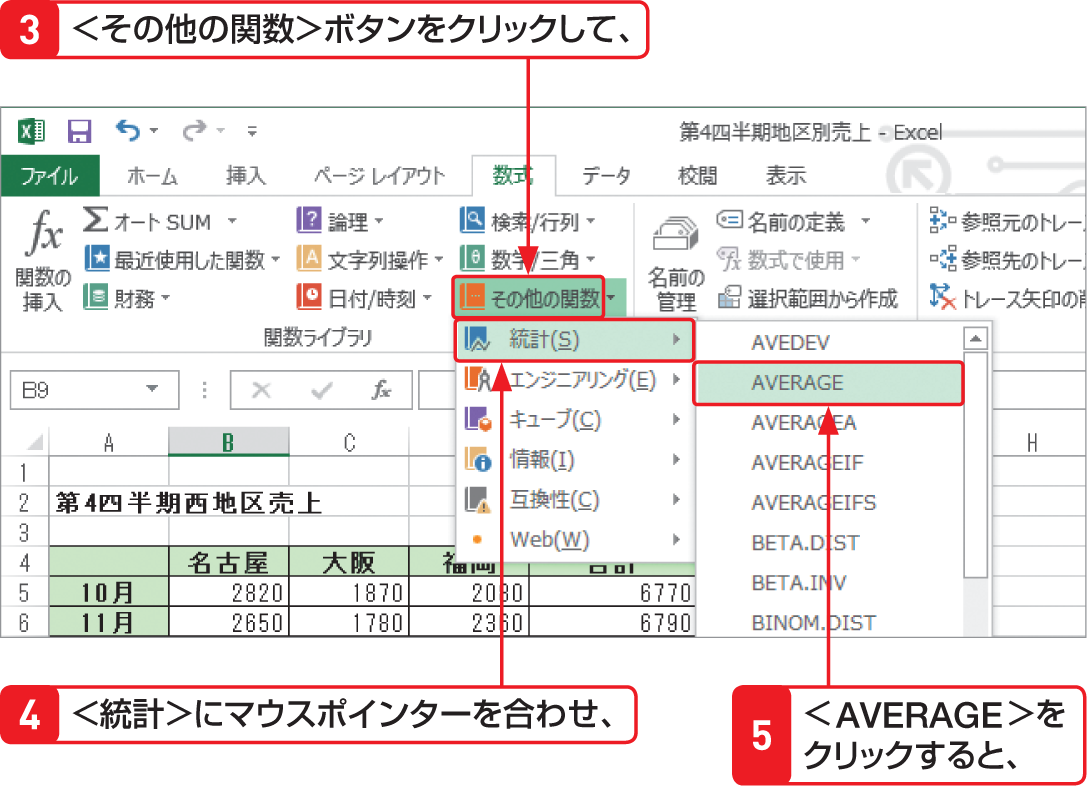 3 <その他の関数>ボタンをクリックして、
第4四半期地区別売上 - Excel
ファイル ホーム 挿入 ページ レイアウト 数式 データ 校閲 表示
fx 関数の挿入
Σ オート SUM
最近使用した関数
財務
論理
文字列操作
日付/時刻
検索/行列
数学/三角
その他の関数
関数ライブラリ
名前の管理
名前の定義
数式で使用
選択範囲から作成
参照元のトレー
参照先のトレー
トレース矢印の
統計(S)
エンジニアリング(E)
キューブ(C)
情報(I)
互換性(C)
Web(W)
AVEDEV
AVERAGE
AVERAGEA
AVERAGEIF
AVERAGEIFS
BETA.DIST
BETA.INV
BINOM.DIST
B9 fx
A B C H
1
2 第4四半期西地区売上
3
4 名古屋 大阪 福岡 合計
5 10月 2820 1870 2080 6770
6 11月 2650 1780 2360 6790
4 <統計>にマウスポインターを合わせ、
5 <AVERAGE>を
クリックすると、